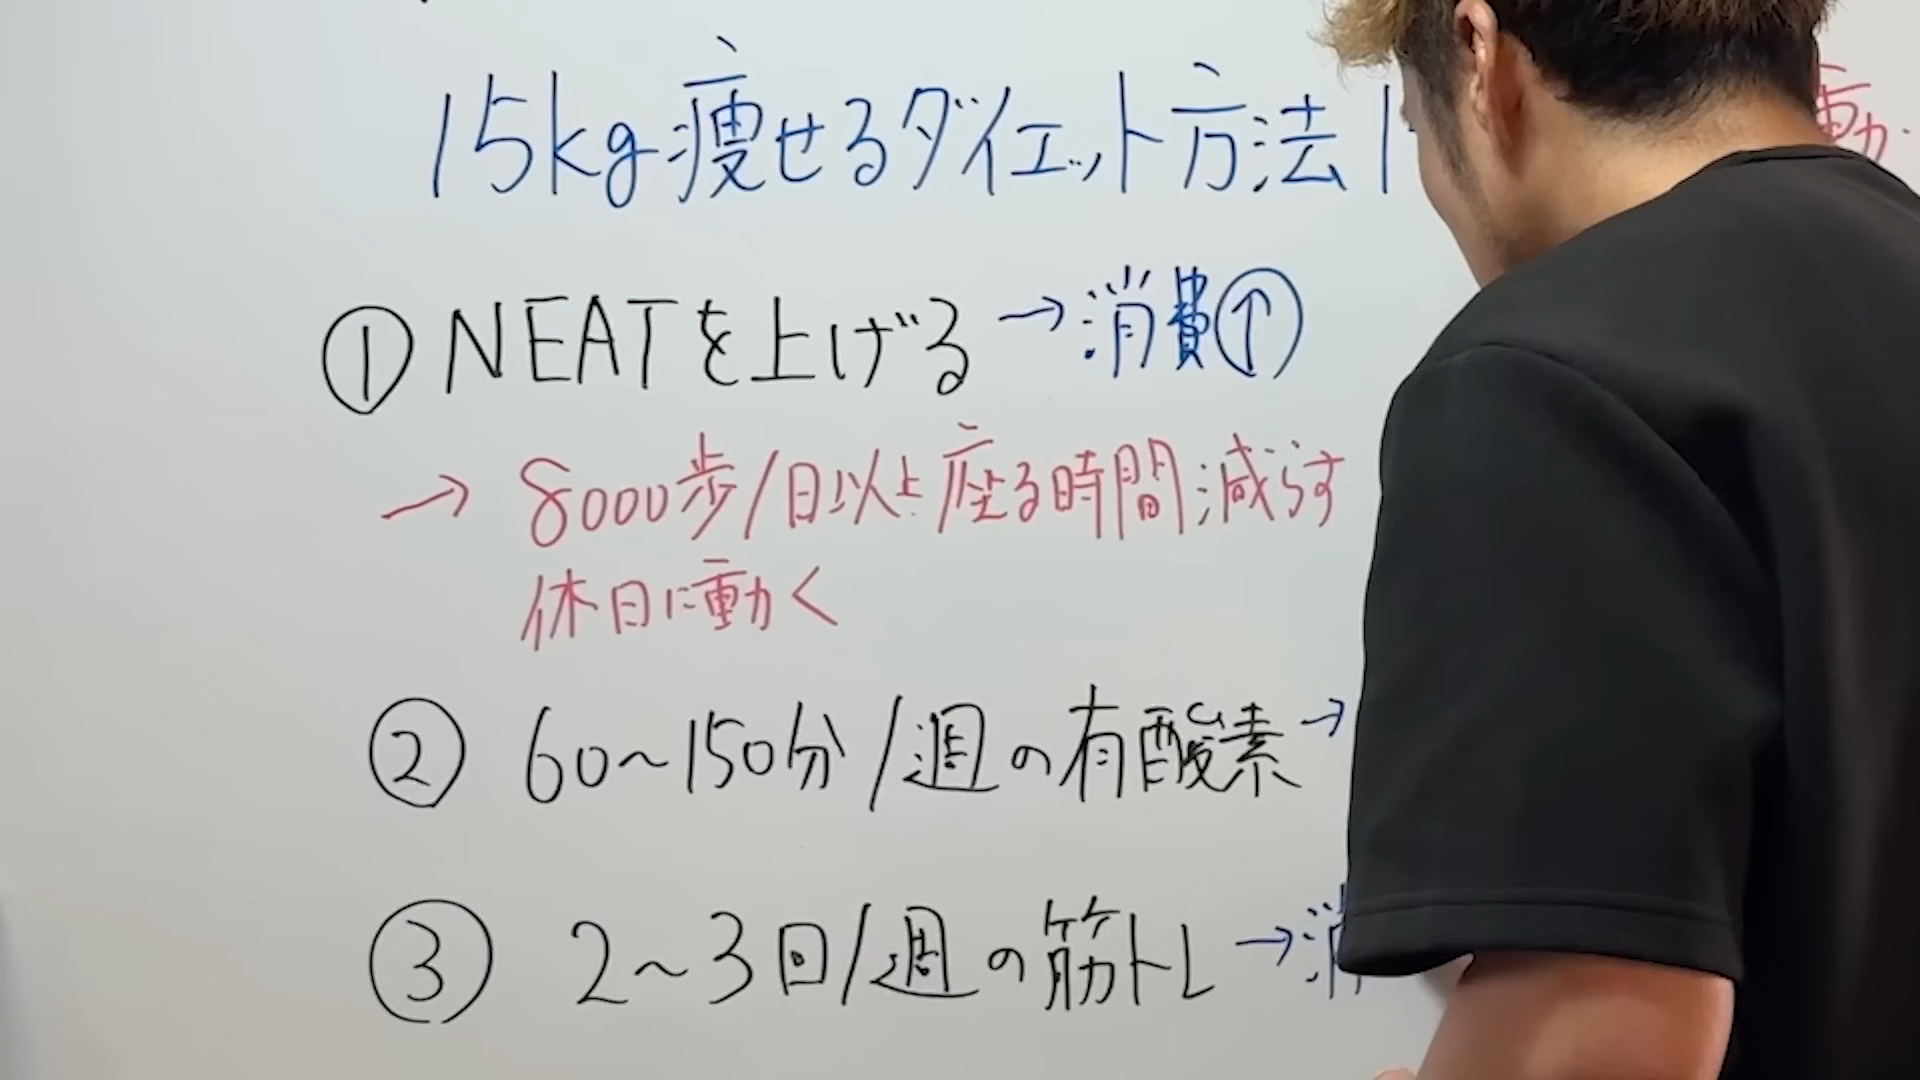 15kg痩せるダイエット方法
① NEATを上げる → 消費↑
→ 8000歩/日以上 座る時間減らす
休日に動く
② 60~150分/週の有酸素 →
③ 2~3回/週の筋トレ → 消
動